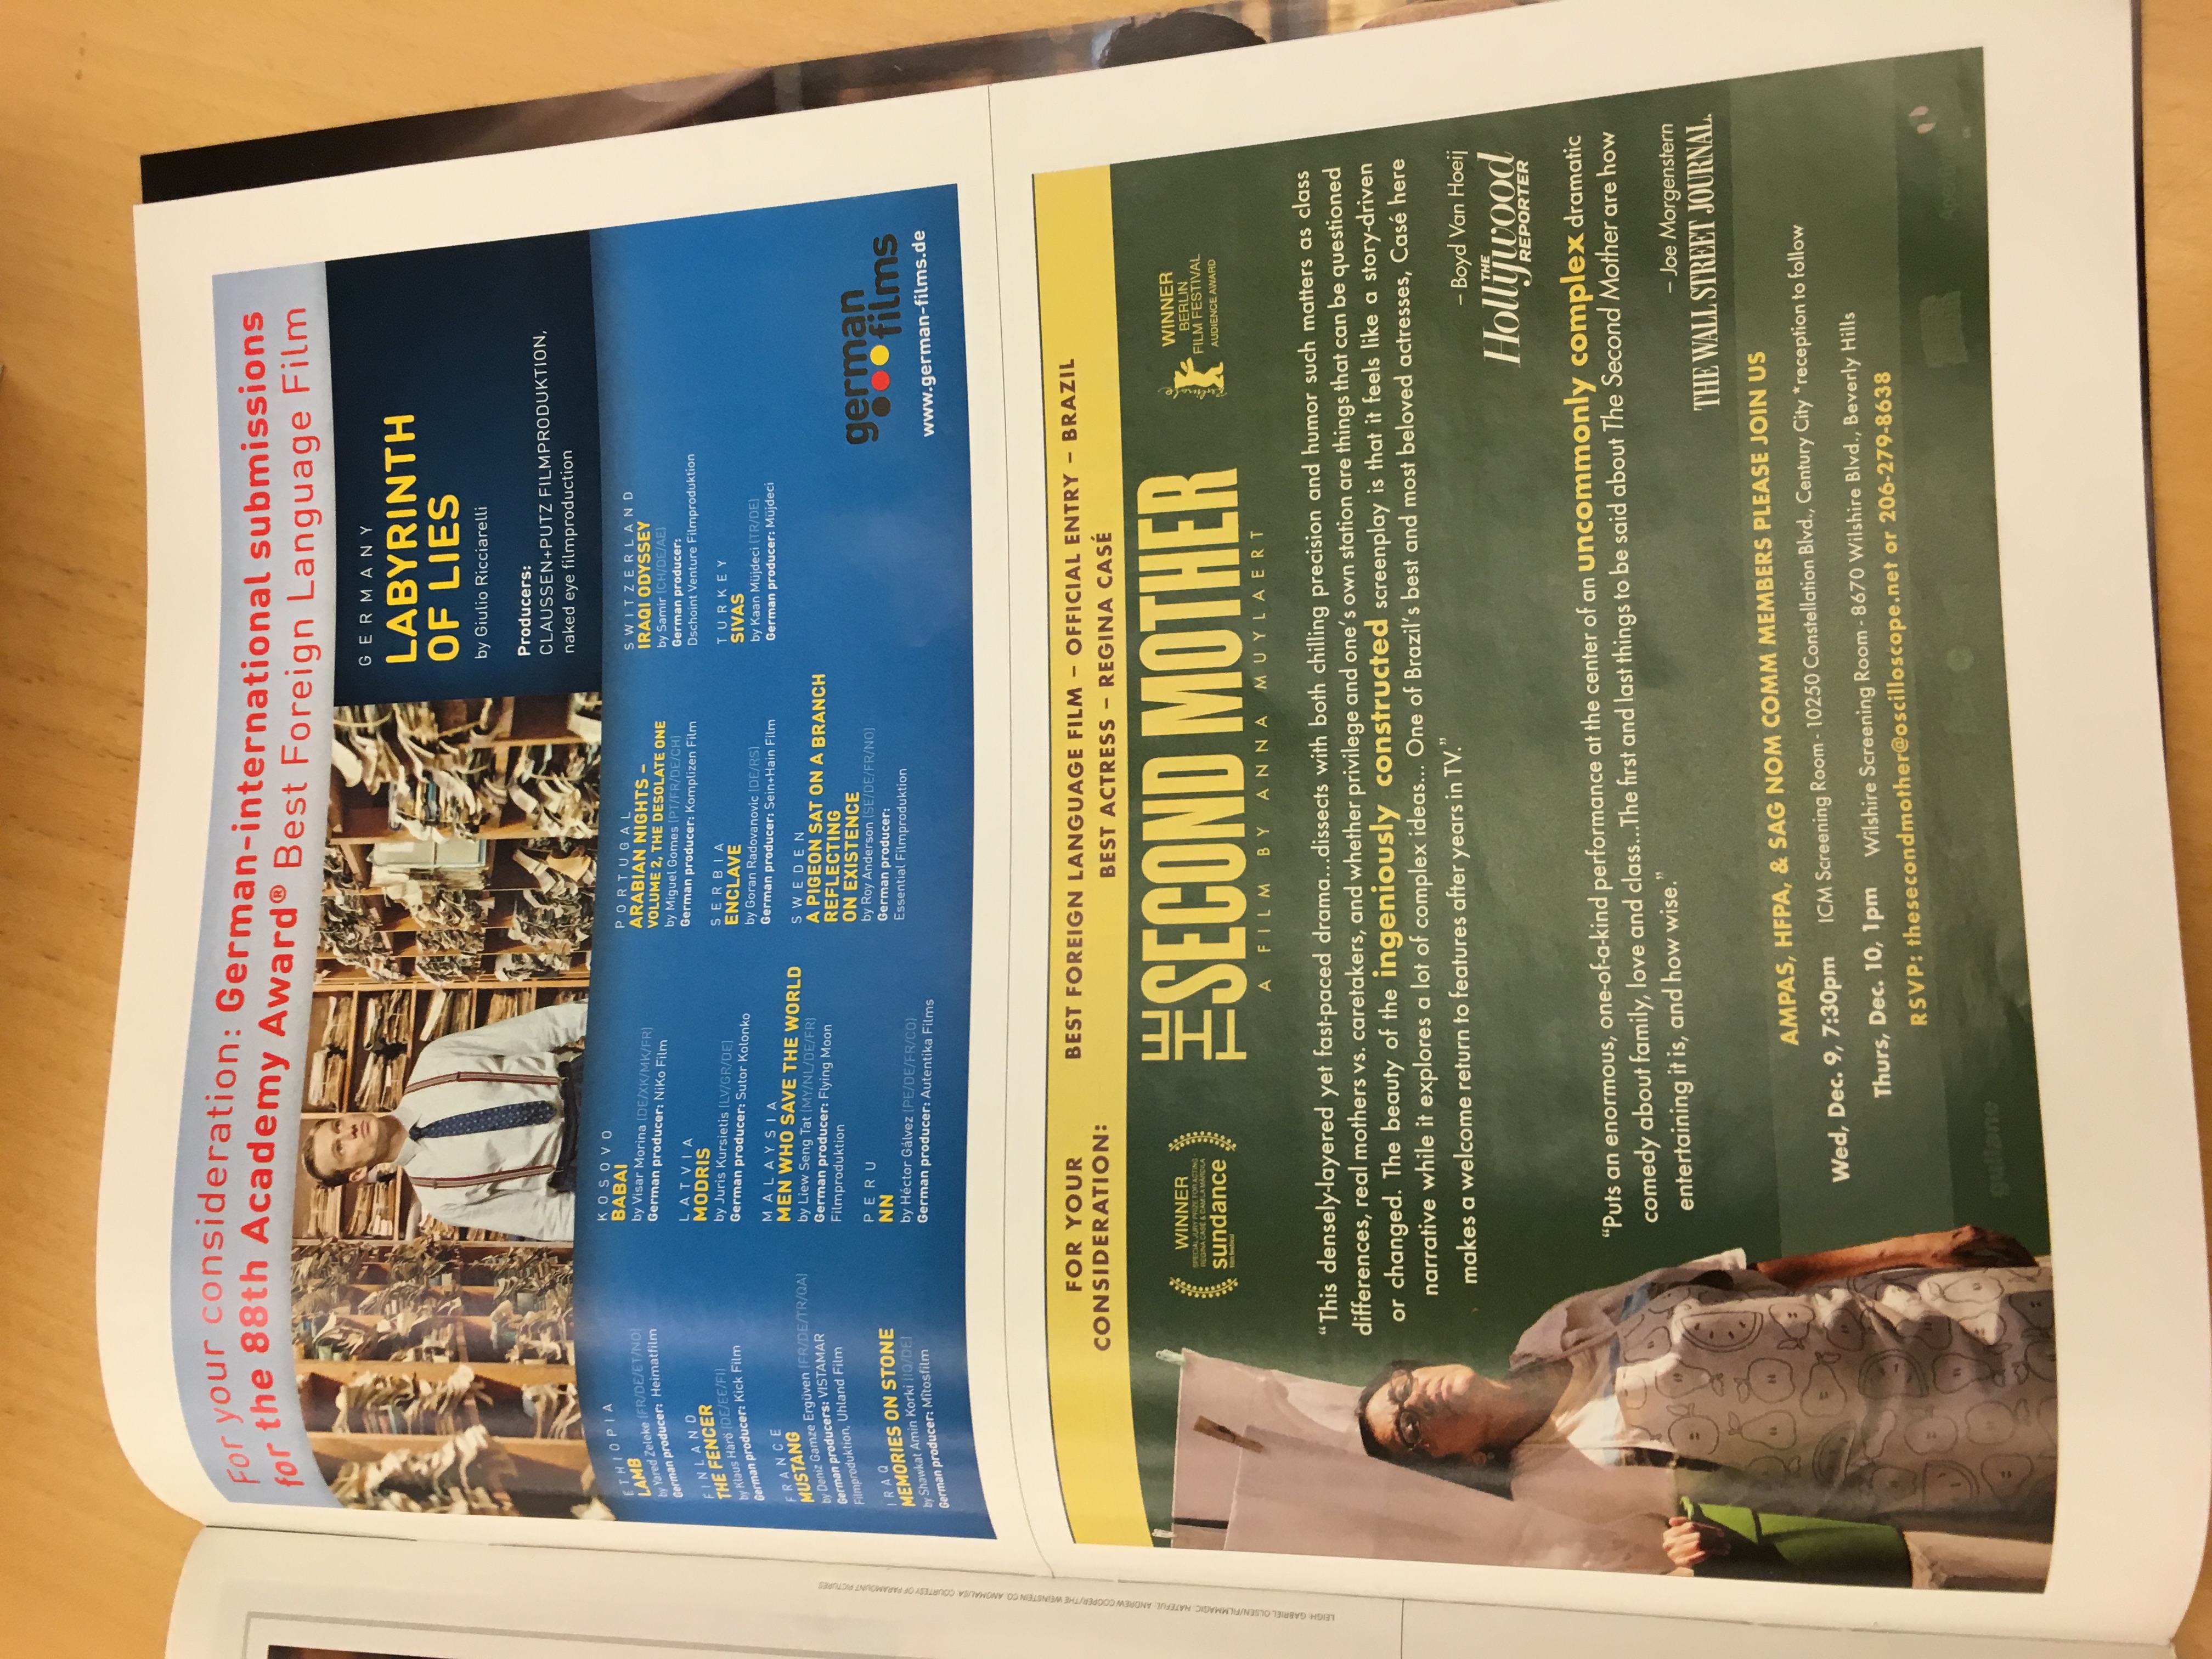 For your consideration: German-international submissions
for the 88th Academy Award® Best Foreign Language Film
GERMANY
LABYRINTH
OF LIES
by Giulio Ricciarelli
Producers:
CLAUSSEN+PUTZ FILMPRODUKTION,
naked eye filmproduction
ETHIOPIA
LAMB
by Yared Zeleke (FR/DE/ET/NO)
German producer: Heimatfilm
FINLAND
THE FENCER
by Klaus Härö (DE/EE/FI)
German producer: Kick Film
FRANCE
MUSTANG
by Deniz Gamze Ergüven (FR/DE/TR/QA)
German producers: VISTAMAR
Filmproduktion, Uhland Film
IRAQ
MEMORIES ON STONE
by Shawkat Amin Korki (IQ/DE)
German producer: Mîtosfilm
KOSOVO
BABAI
by Visar Morina (DE/XK/MK/FR)
German producer: NiKo Film
LATVIA
MODRIS
by Juris Kursietis (LV/GR/DE)
German producer: Sutor Kolonko
MALAYSIA
MEN WHO SAVE THE WORLD
by Liew Seng Tat (MY/NL/DE/FR)
German producer: Flying Moon
Filmproduktion
PERU
NN
by Héctor Gálvez (PE/DE/FR/CO)
German producer: Autentika Films
PORTUGAL
ARABIAN NIGHTS –
VOLUME 2, THE DESOLATE ONE
by Miguel Gomes (PT/FR/DE/CH)
German producer: Komplizen Film
SERBIA
ENCLAVE
by Goran Radovanovic (DE/RS)
German producer: Sein+Hain Film
SWEDEN
A PIGEON SAT ON A BRANCH
REFLECTING
ON EXISTENCE
by Roy Anderson (SE/DE/FR/NO)
German producer:
Essential Filmproduktion
SWITZERLAND
IRAQI ODYSSEY
by Samir (CH/DE/AE)
German producer:
Dschoint Venture Filmproduktion
TURKEY
SIVAS
by Kaan Müjdeci (TR/DE)
German producer: Müjdeci
german
films
www.german-films.de
LEIGH: GABRIEL OLSEN/FILMMAGIC. HATEFUL: ANDREW COOPER/THE WEINSTEIN CO. ANOMALISA: COURTESY OF PARAMOUNT PICTURES
FOR YOUR
CONSIDERATION:
BEST FOREIGN LANGUAGE FILM – OFFICIAL ENTRY – BRAZIL
BEST ACTRESS – REGINA CASÉ
WINNER
SPECIAL JURY PRIZE FOR ACTING
REGINA CASÉ & CAMILA MÁRDILA
sundance
film festival
THE SECOND MOTHER
A FILM BY ANNA MUYLAERT
berlinale
WINNER
BERLIN
FILM FESTIVAL
AUDIENCE AWARD
“This densely-layered yet fast-paced drama...dissects with both chilling precision and humor such matters as class
differences, real mothers vs. caretakers, and whether privilege and one’s own station are things that can be questioned
or changed. The beauty of the ingeniously constructed screenplay is that it feels like a story-driven
narrative while it explores a lot of complex ideas... One of Brazil’s best and most beloved actresses, Casé here
makes a welcome return to features after years in TV.”
– Boyd Van Hoeij
THE
Hollywood
REPORTER
“Puts an enormous, one-of-a-kind performance at the center of an uncommonly complex dramatic
comedy about family, love and class...The first and last things to be said about The Second Mother are how
entertaining it is, and how wise.”
– Joe Morgenstern
THE WALL STREET JOURNAL.
AMPAS, HFPA, & SAG NOM COMM MEMBERS PLEASE JOIN US
Wed, Dec. 9, 7:30pm ICM Screening Room - 10250 Constellation Blvd., Century City *reception to follow
Thurs, Dec. 10, 1pm Wilshire Screening Room - 8670 Wilshire Blvd., Beverly Hills
RSVP: thesecondmother@oscilloscope.net or 206-279-8638
gullane